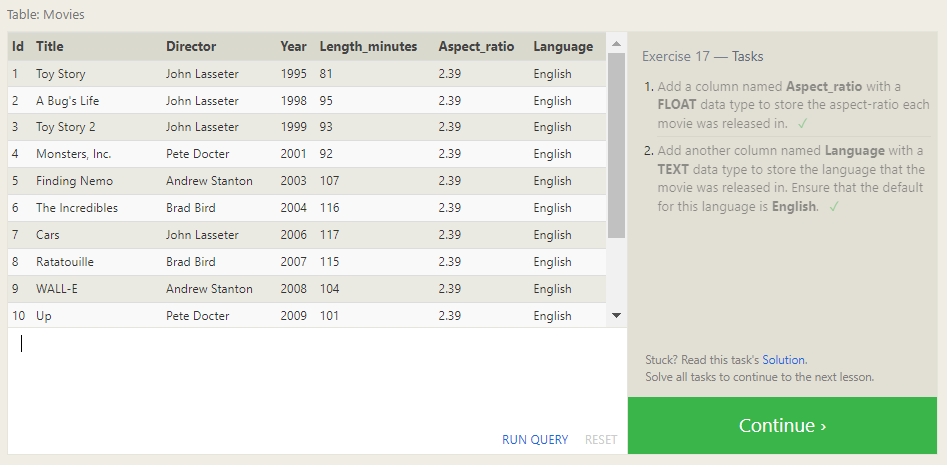 Table: Movies
Id Title Director Year Length_minutes Aspect_ratio Language
1 Toy Story John Lasseter 1995 81 2.39 English
2 A Bug's Life John Lasseter 1998 95 2.39 English
3 Toy Story 2 John Lasseter 1999 93 2.39 English
4 Monsters, Inc. Pete Docter 2001 92 2.39 English
5 Finding Nemo Andrew Stanton 2003 107 2.39 English
6 The Incredibles Brad Bird 2004 116 2.39 English
7 Cars John Lasseter 2006 117 2.39 English
8 Ratatouille Brad Bird 2007 115 2.39 English
9 WALL-E Andrew Stanton 2008 104 2.39 English
10 Up Pete Docter 2009 101 2.39 English
RUN QUERY RESET
Exercise 17 — Tasks
1. Add a column named Aspect_ratio with a
FLOAT data type to store the aspect-ratio each
movie was released in. ✓
2. Add another column named Language with a
TEXT data type to store the language that the
movie was released in. Ensure that the default
for this language is English. ✓
Stuck? Read this task's Solution.
Solve all tasks to continue to the next lesson.
Continue ›